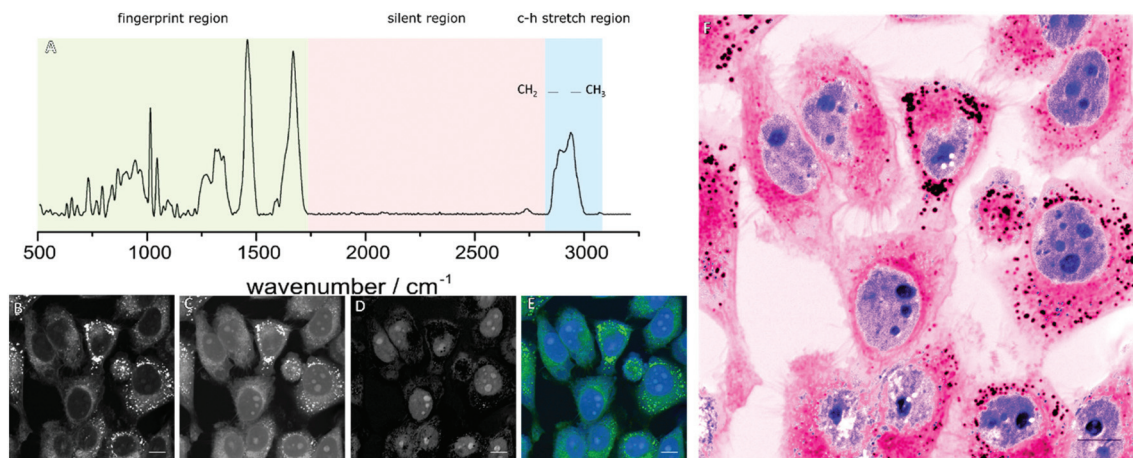 fingerprint region silent region c-h stretch region
A
CH₂ — — CH₃
500 1000 1500 2000 2500 3000
wavenumber / cm⁻¹
B C D E
F